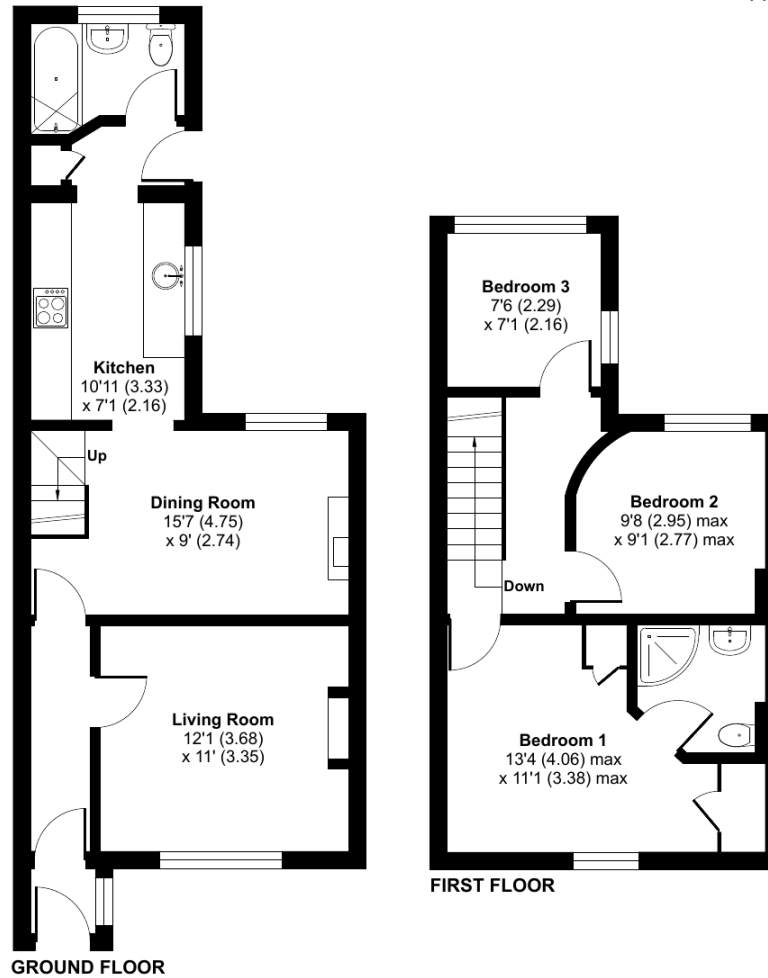 Kitchen
10'11 (3.33)
x 7'1 (2.16)
Up
Dining Room
15'7 (4.75)
x 9' (2.74)
Living Room
12'1 (3.68)
x 11' (3.35)
GROUND FLOOR
Bedroom 3
7'6 (2.29)
x 7'1 (2.16)
Bedroom 2
9'8 (2.95) max
x 9'1 (2.77) max
Down
Bedroom 1
13'4 (4.06) max
x 11'1 (3.38) max
FIRST FLOOR